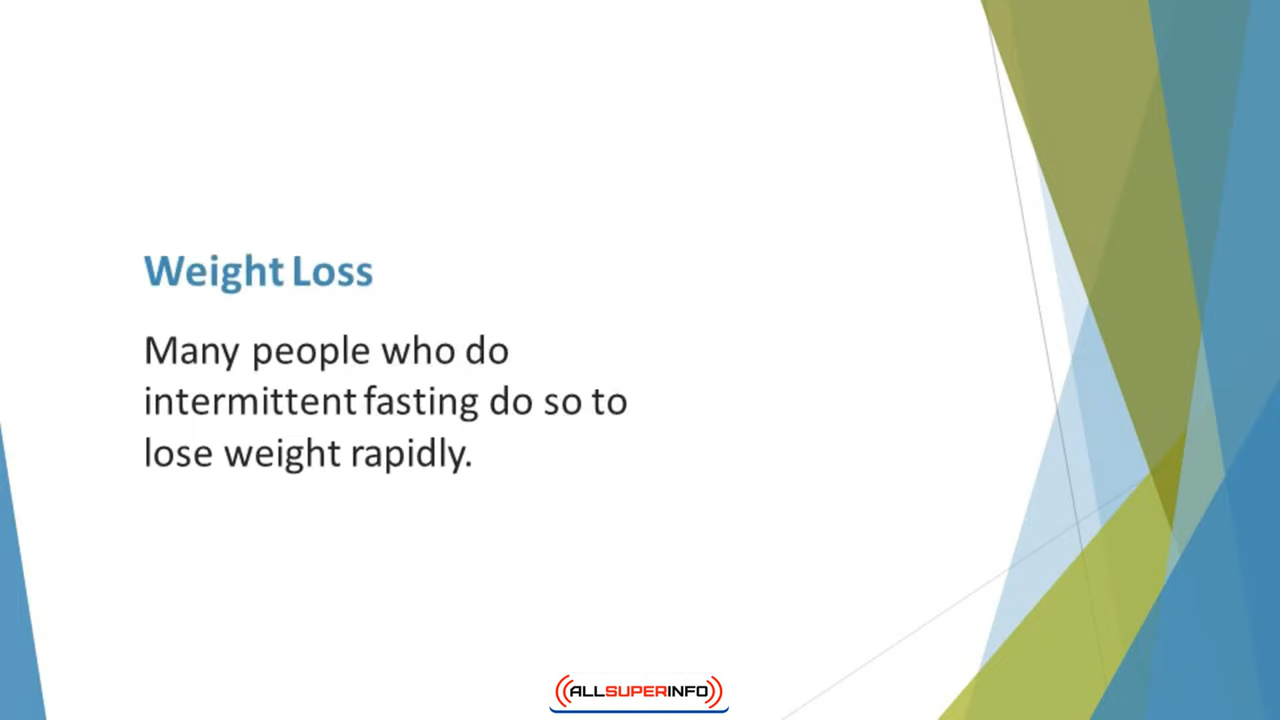 Weight Loss
Many people who do
intermittent fasting do so to
lose weight rapidly.
ALLSUPERINFO